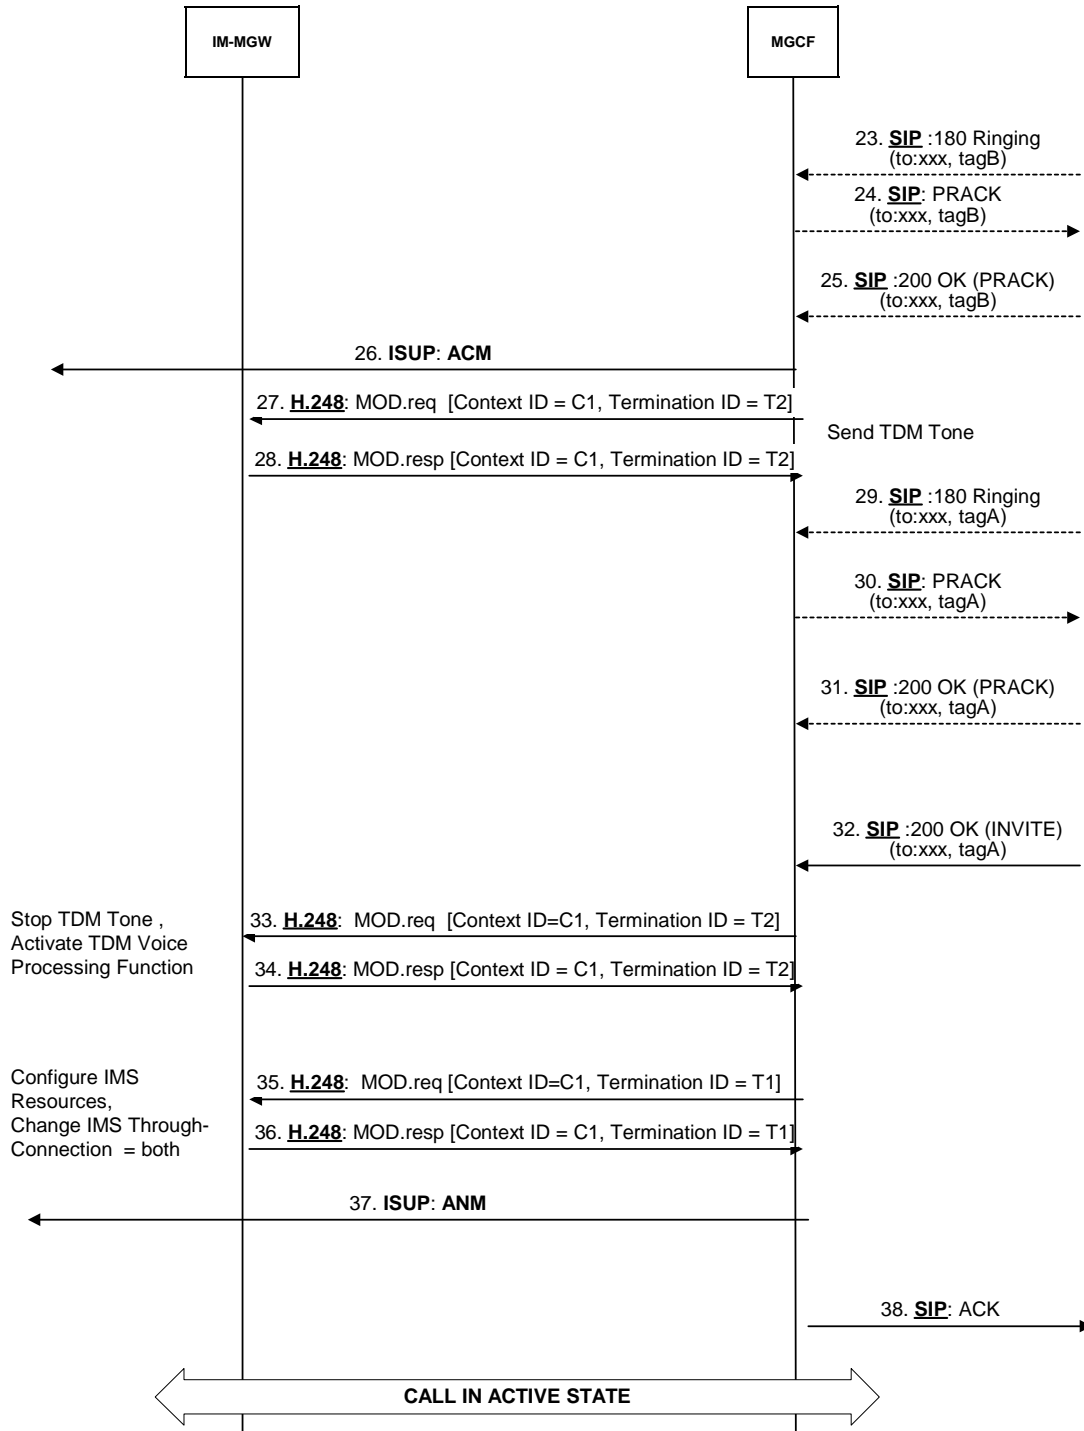 IM-MGW
MGCF
23. SIP :180 Ringing
(to:xxx, tagB)
24. SIP: PRACK
(to:xxx, tagB)
25. SIP :200 OK (PRACK)
(to:xxx, tagB)
26. ISUP: ACM
27. H.248: MOD.req [Context ID = C1, Termination ID = T2]
Send TDM Tone
28. H.248: MOD.resp [Context ID = C1, Termination ID = T2]
29. SIP :180 Ringing
(to:xxx, tagA)
30. SIP: PRACK
(to:xxx, tagA)
31. SIP :200 OK (PRACK)
(to:xxx, tagA)
32. SIP :200 OK (INVITE)
(to:xxx, tagA)
Stop TDM Tone ,
Activate TDM Voice
Processing Function
33. H.248: MOD.req [Context ID=C1, Termination ID = T2]
34. H.248: MOD.resp [Context ID = C1, Termination ID = T2]
Configure IMS
Resources,
Change IMS Through-
Connection = both
35. H.248: MOD.req [Context ID=C1, Termination ID = T1]
36. H.248: MOD.resp [Context ID = C1, Termination ID = T1]
37. ISUP: ANM
38. SIP: ACK
CALL IN ACTIVE STATE